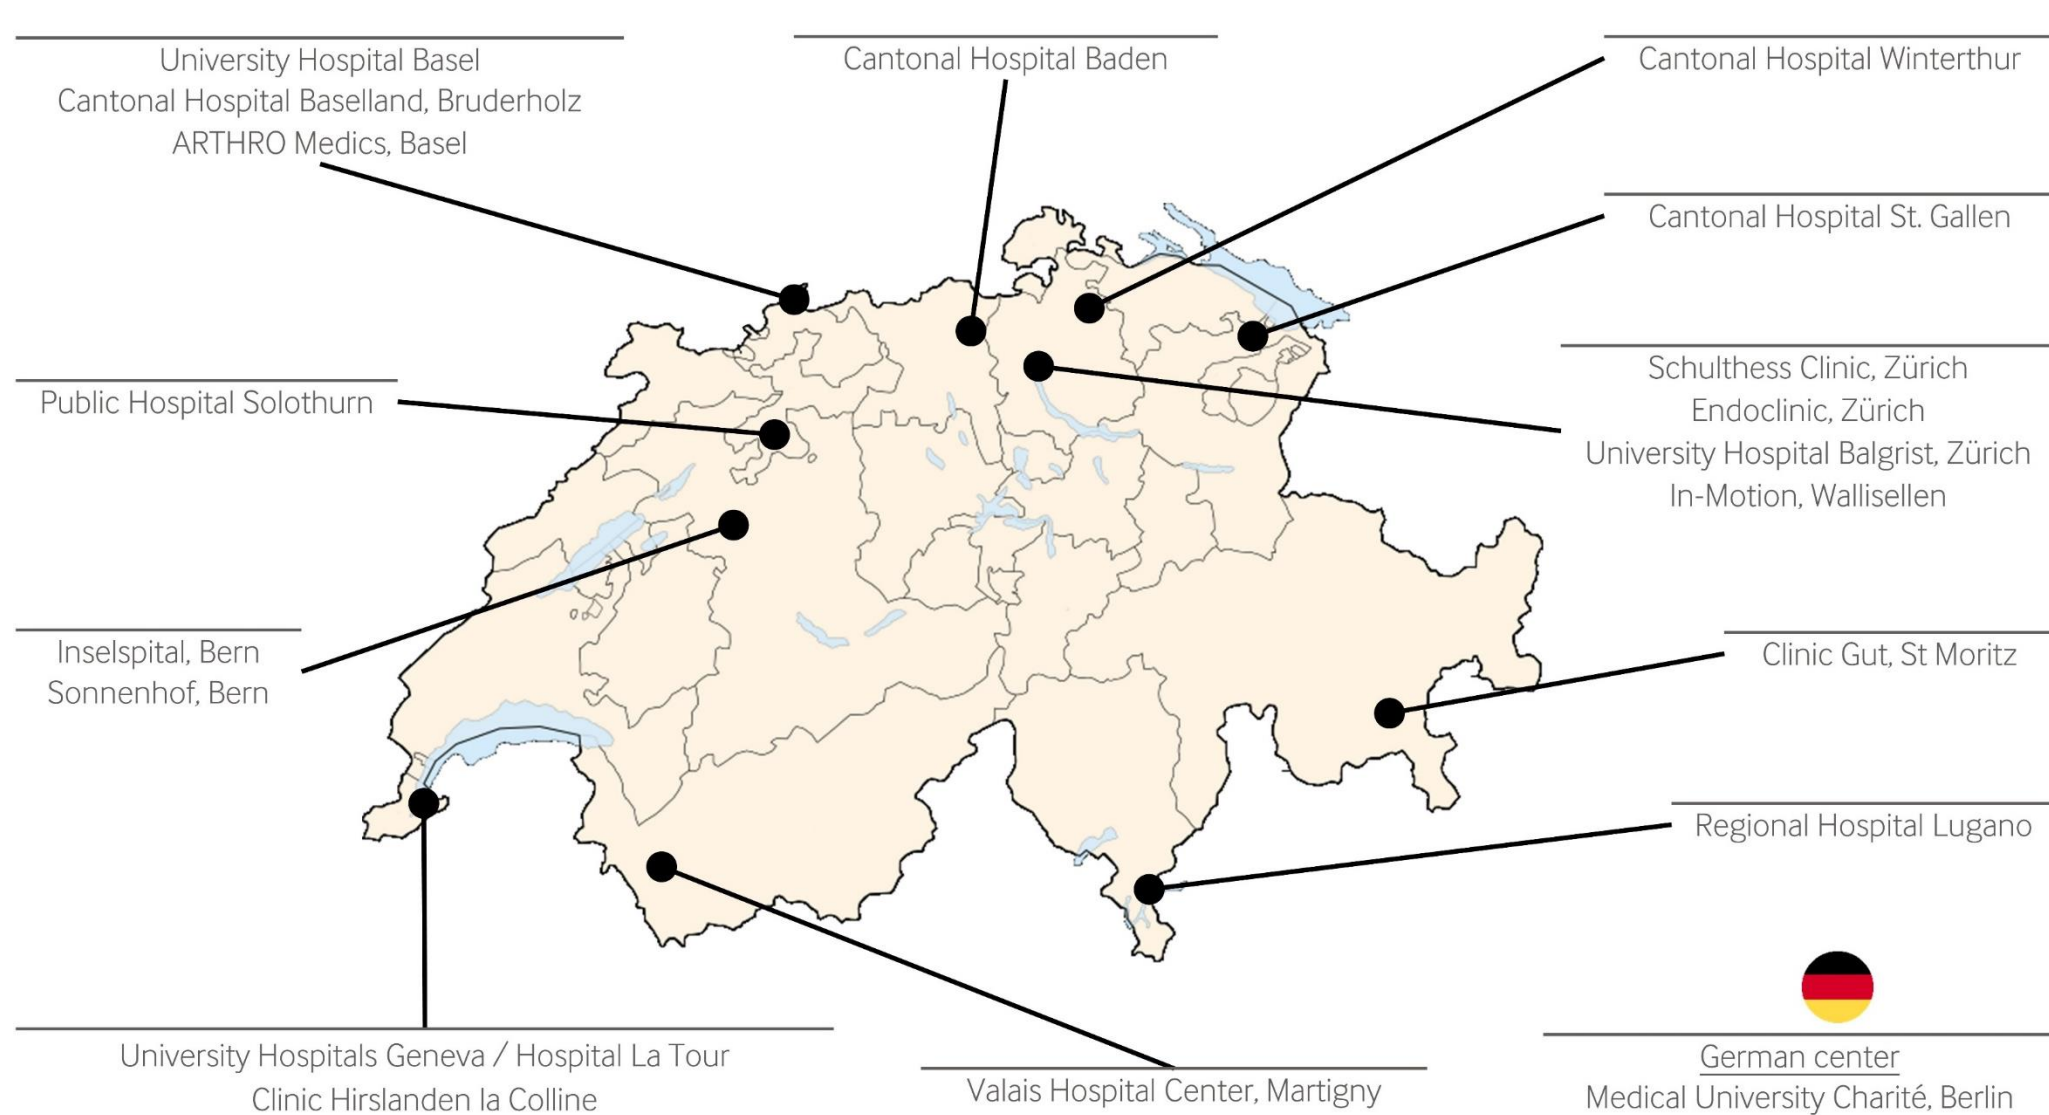 University Hospital Basel
Cantonal Hospital Baselland, Bruderholz
ARTHRO Medics, Basel
Cantonal Hospital Baden
Cantonal Hospital Winterthur
Cantonal Hospital St. Gallen
Schulthess Clinic, Zürich
Endoclinic, Zürich
University Hospital Balgrist, Zürich
In-Motion, Wallisellen
Public Hospital Solothurn
Inselspital, Bern
Sonnenhof, Bern
Clinic Gut, St Moritz
Regional Hospital Lugano
University Hospitals Geneva / Hospital La Tour
Clinic Hirslanden la Colline
Valais Hospital Center, Martigny
German center
Medical University Charité, Berlin